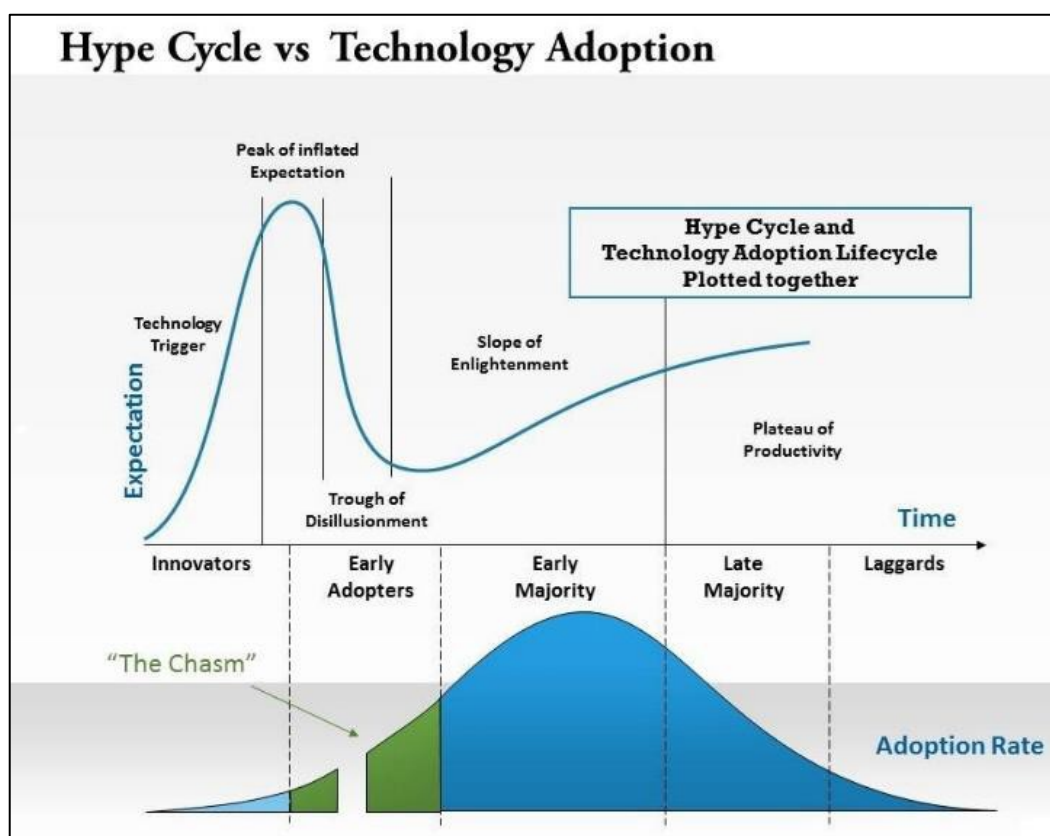 Hype Cycle vs Technology Adoption
Peak of inflated
Expectation
Hype Cycle and
Technology Adoption Lifecycle
Plotted together
Technology
Trigger
Slope of
Enlightenment
Expectation
Plateau of
Productivity
Trough of
Disillusionment
Time
Innovators
Early
Adopters
Early
Majority
Late
Majority
Laggards
"The Chasm"
Adoption Rate